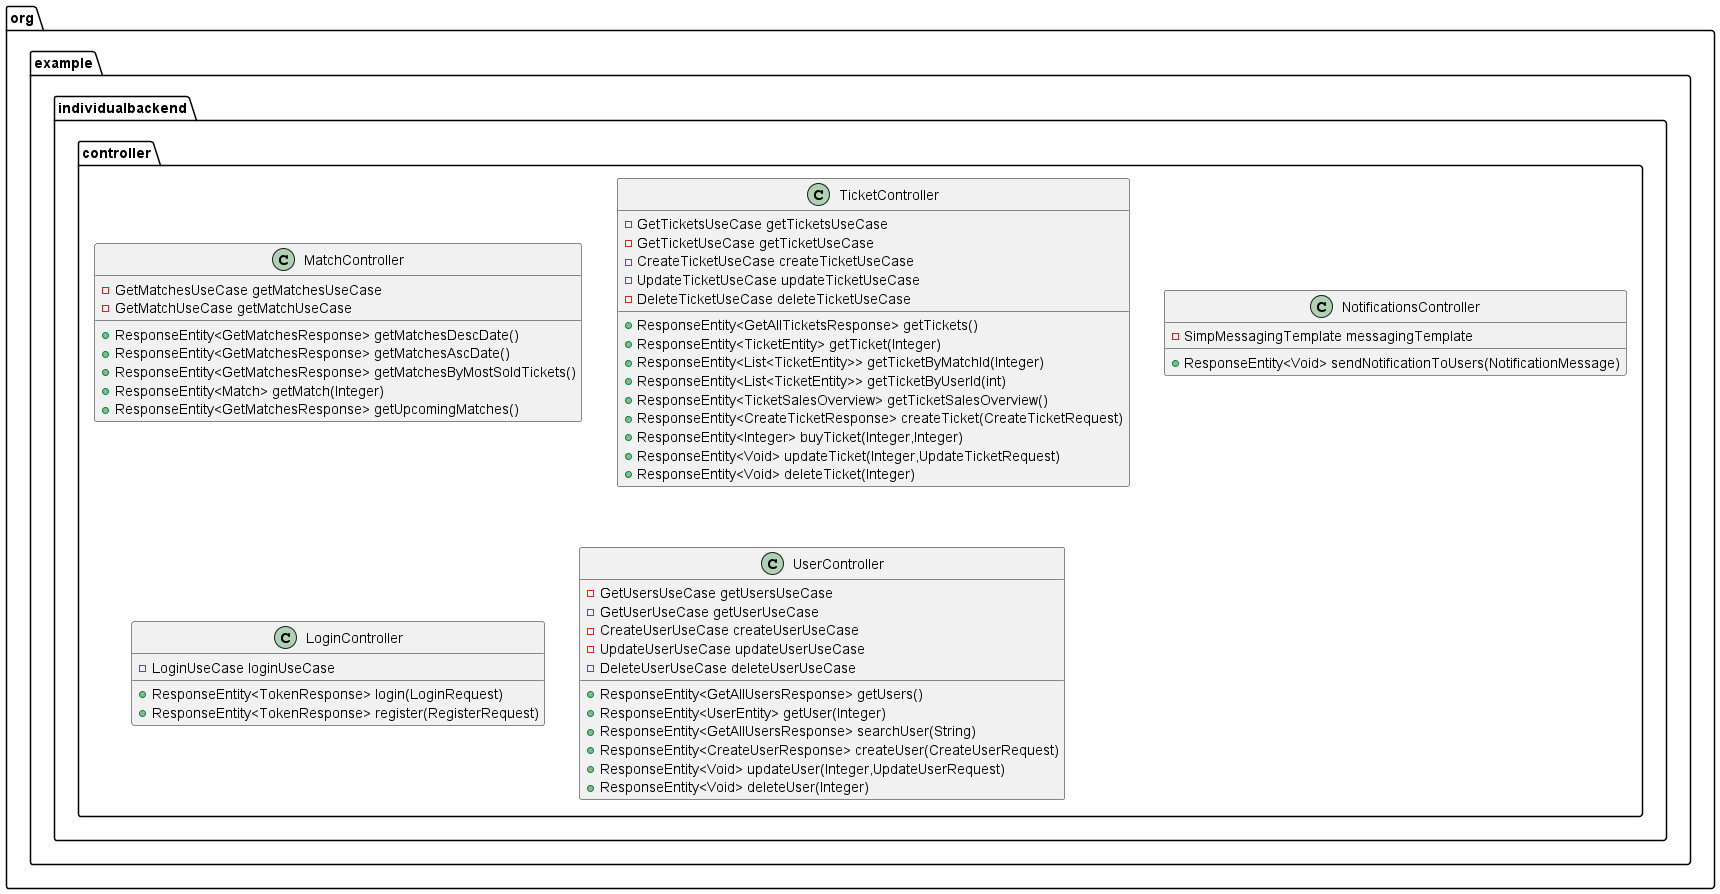 org
example
individualbackend
controller
C TicketController
GetTicketsUseCase getTicketsUseCase
GetTicketUseCase getTicketUseCase
CreateTicketUseCase createTicketUseCase
UpdateTicketUseCase updateTicketUseCase
DeleteTicketUseCase deleteTicketUseCase
ResponseEntity<GetAllTicketsResponse> getTickets()
ResponseEntity<TicketEntity> getTicket(Integer)
ResponseEntity<List<TicketEntity>> getTicketByMatchId(Integer)
ResponseEntity<List<TicketEntity>> getTicketByUserId(int)
ResponseEntity<TicketSalesOverview> getTicketSalesOverview()
ResponseEntity<CreateTicketResponse> createTicket(CreateTicketRequest)
ResponseEntity<Integer> buyTicket(Integer,Integer)
ResponseEntity<Void> updateTicket(Integer,UpdateTicketRequest)
ResponseEntity<Void> deleteTicket(Integer)
C MatchController
GetMatchesUseCase getMatchesUseCase
GetMatchUseCase getMatchUseCase
ResponseEntity<GetMatchesResponse> getMatchesDescDate()
ResponseEntity<GetMatchesResponse> getMatchesAscDate()
ResponseEntity<GetMatchesResponse> getMatchesByMostSoldTickets()
ResponseEntity<Match> getMatch(Integer)
ResponseEntity<GetMatchesResponse> getUpcomingMatches()
C NotificationsController
SimpMessagingTemplate messagingTemplate
ResponseEntity<Void> sendNotificationToUsers(NotificationMessage)
C UserController
GetUsersUseCase getUsersUseCase
GetUserUseCase getUserUseCase
CreateUserUseCase createUserUseCase
UpdateUserUseCase updateUserUseCase
DeleteUserUseCase deleteUserUseCase
ResponseEntity<GetAllUsersResponse> getUsers()
ResponseEntity<UserEntity> getUser(Integer)
ResponseEntity<GetAllUsersResponse> searchUser(String)
ResponseEntity<CreateUserResponse> createUser(CreateUserRequest)
ResponseEntity<Void> updateUser(Integer,UpdateUserRequest)
ResponseEntity<Void> deleteUser(Integer)
C LoginController
LoginUseCase loginUseCase
ResponseEntity<TokenResponse> login(LoginRequest)
ResponseEntity<TokenResponse> register(RegisterRequest)